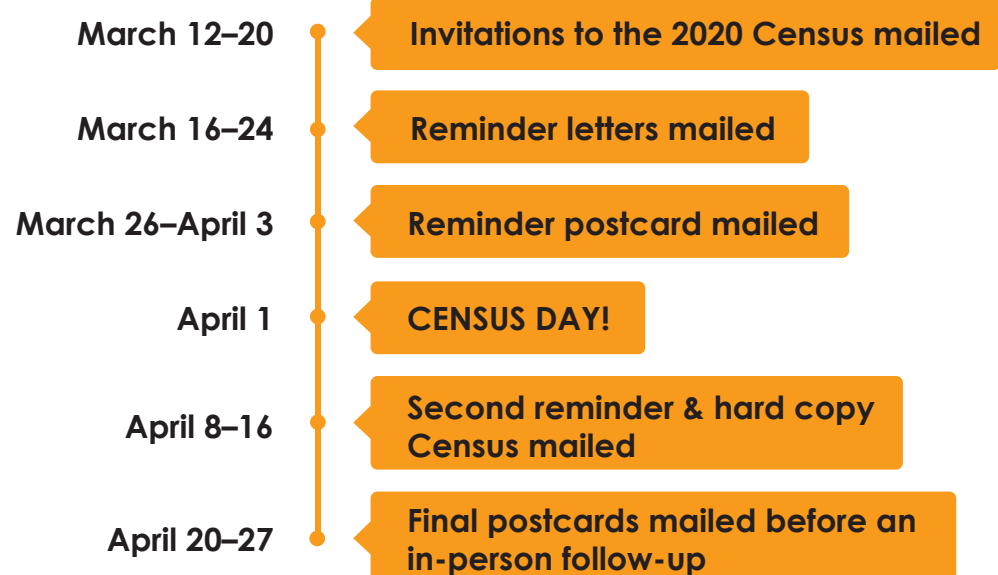 March 12–20
Invitations to the 2020 Census mailed
March 16–24
Reminder letters mailed
March 26–April 3
Reminder postcard mailed
April 1
CENSUS DAY!
April 8–16
Second reminder & hard copy
Census mailed
April 20–27
Final postcards mailed before an
in-person follow-up